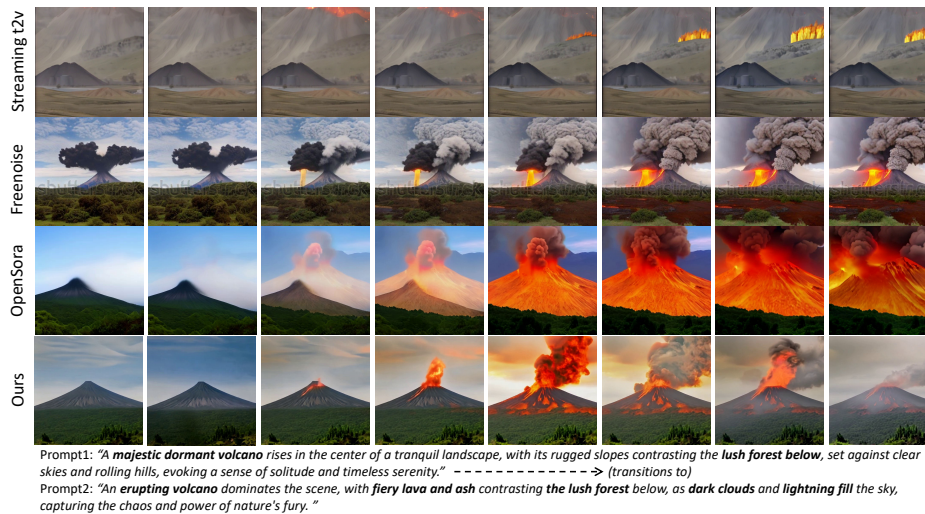 Streaming t2v
Freenoise
OpenSora
Ours
Prompt1: “A majestic dormant volcano rises in the center of a tranquil landscape, with its rugged slopes contrasting the lush forest below, set against clear
skies and rolling hills, evoking a sense of solitude and timeless serenity.” (transitions to)
Prompt2: “An erupting volcano dominates the scene, with fiery lava and ash contrasting the lush forest below, as dark clouds and lightning fill the sky,
capturing the chaos and power of nature's fury. ”